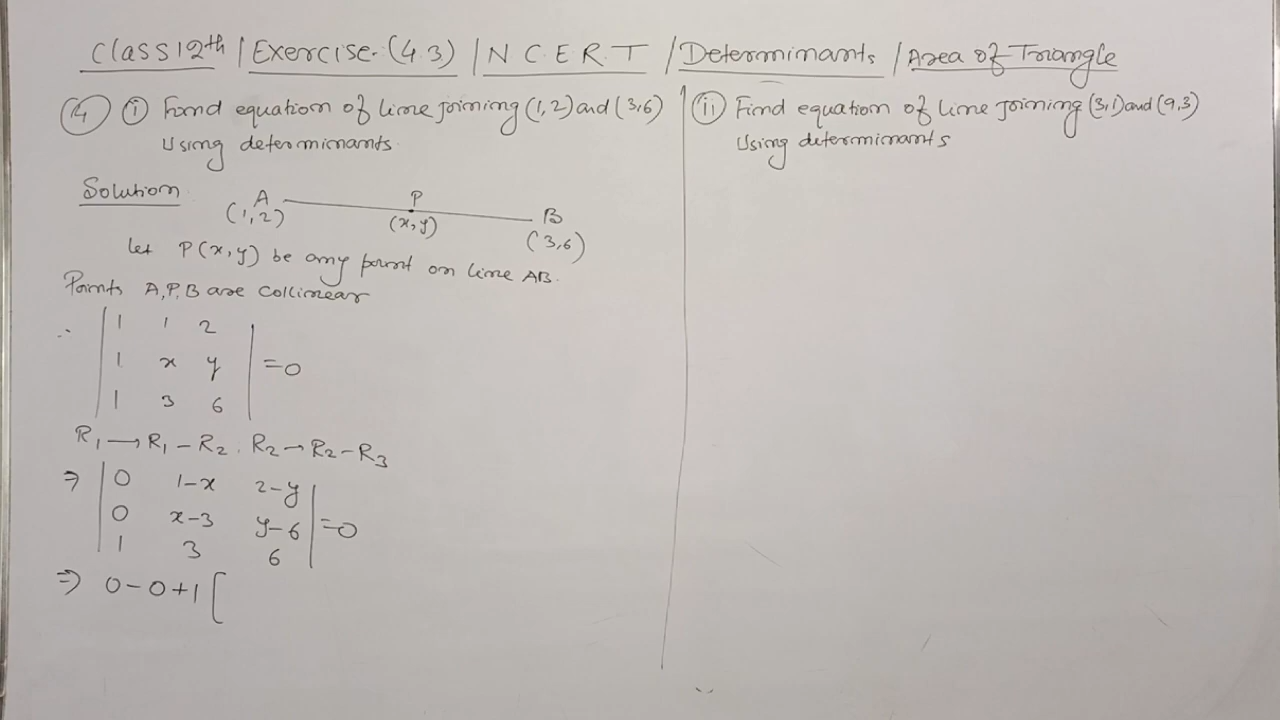 Class 12th / Exercise-(4.3) / N.C.E.R.T / Determinants / Area of Triangle
(4) (i) Find equation of line joining (1,2) and (3,6)
Using determinants.
Solution
A P B
(1,2) (x,y) (3,6)
let P(x,y) be any point on line AB.
Points A,P,B are Collinear
∴ | 1 1 2 |
| 1 x y | =0
| 1 3 6 |
R₁→R₁-R₂. R₂→R₂-R₃
⇒ | 0 1-x 2-y |
| 0 x-3 y-6 | =0
| 1 3 6 |
⇒ 0-0+1[
(ii) Find equation of line joining (3,1) and (9,3)
Using determinants